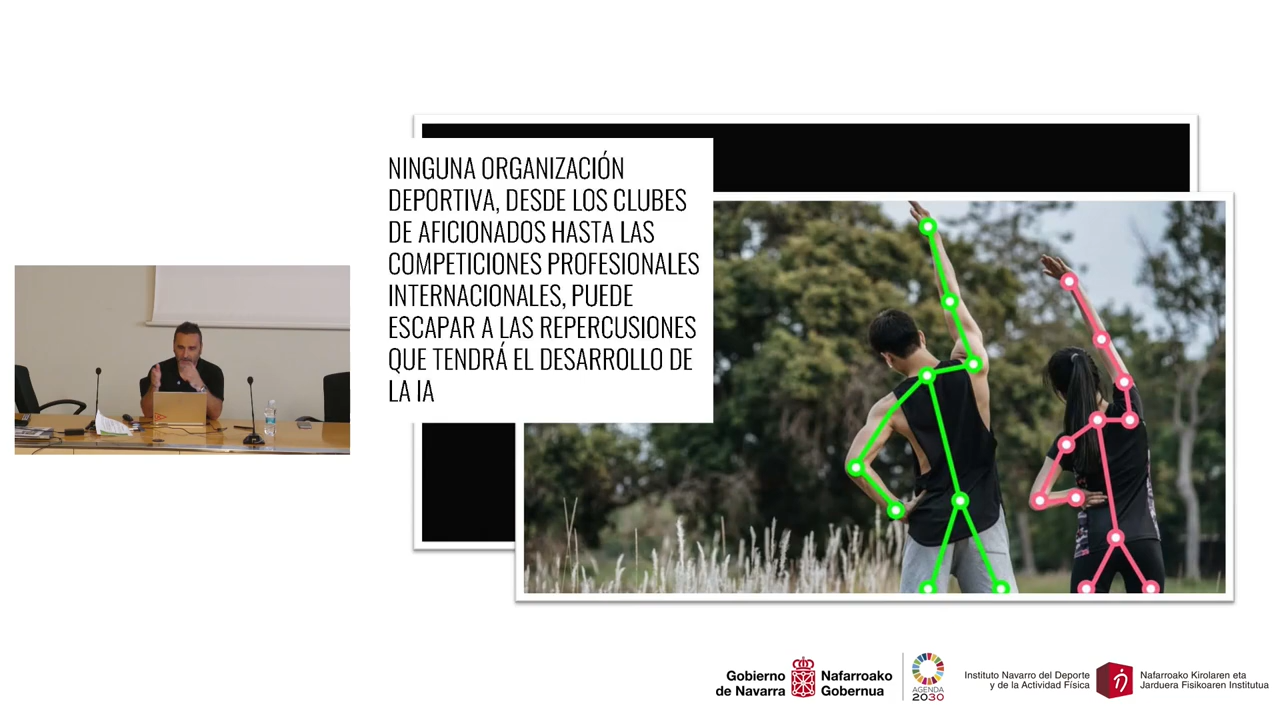 NINGUNA ORGANIZACIÓN
DEPORTIVA, DESDE LOS CLUBES
DE AFICIONADOS HASTA LAS
COMPETICIONES PROFESIONALES
INTERNACIONALES, PUEDE
ESCAPAR A LAS REPERCUSIONES
QUE TENDRÁ EL DESARROLLO DE
LA IA
Gobierno
de Navarra
Nafarroako
Gobernua
AGENDA
2030
Instituto Navarro del Deporte
y de la Actividad Física
Nafarroako Kirolaren eta
Jarduera Fisikoaren Institutua